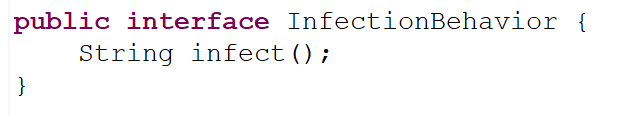 public interface InfectionBehavior {
    String infect();
}